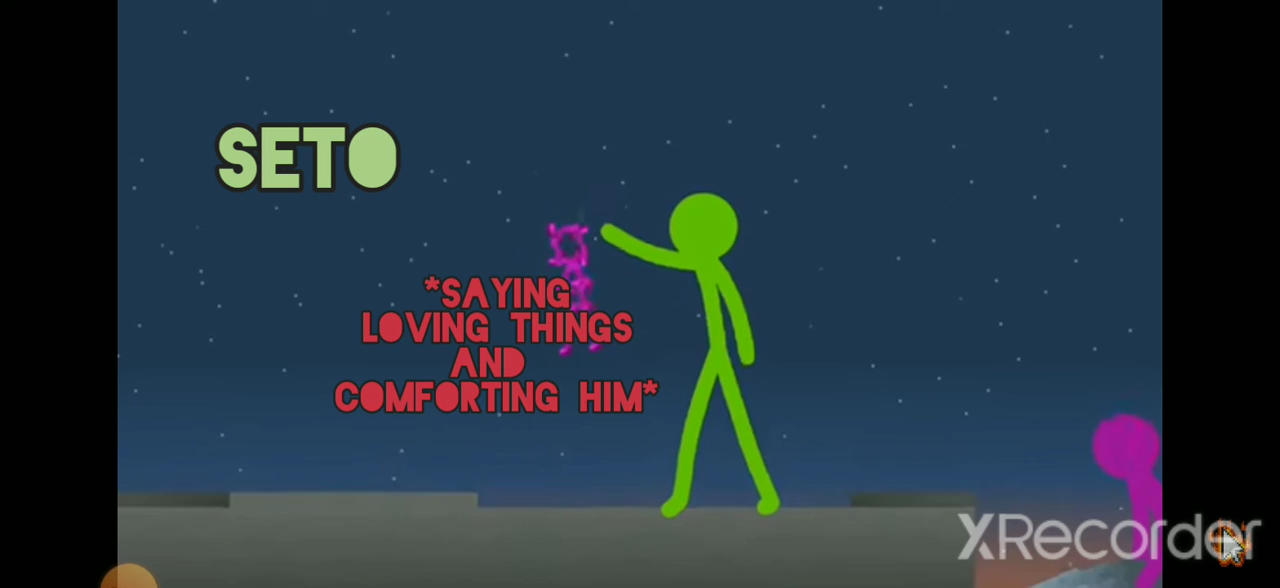 SETO
*SAYING
LOVING THINGS
AND
COMFORTING HIM*
XRecorder